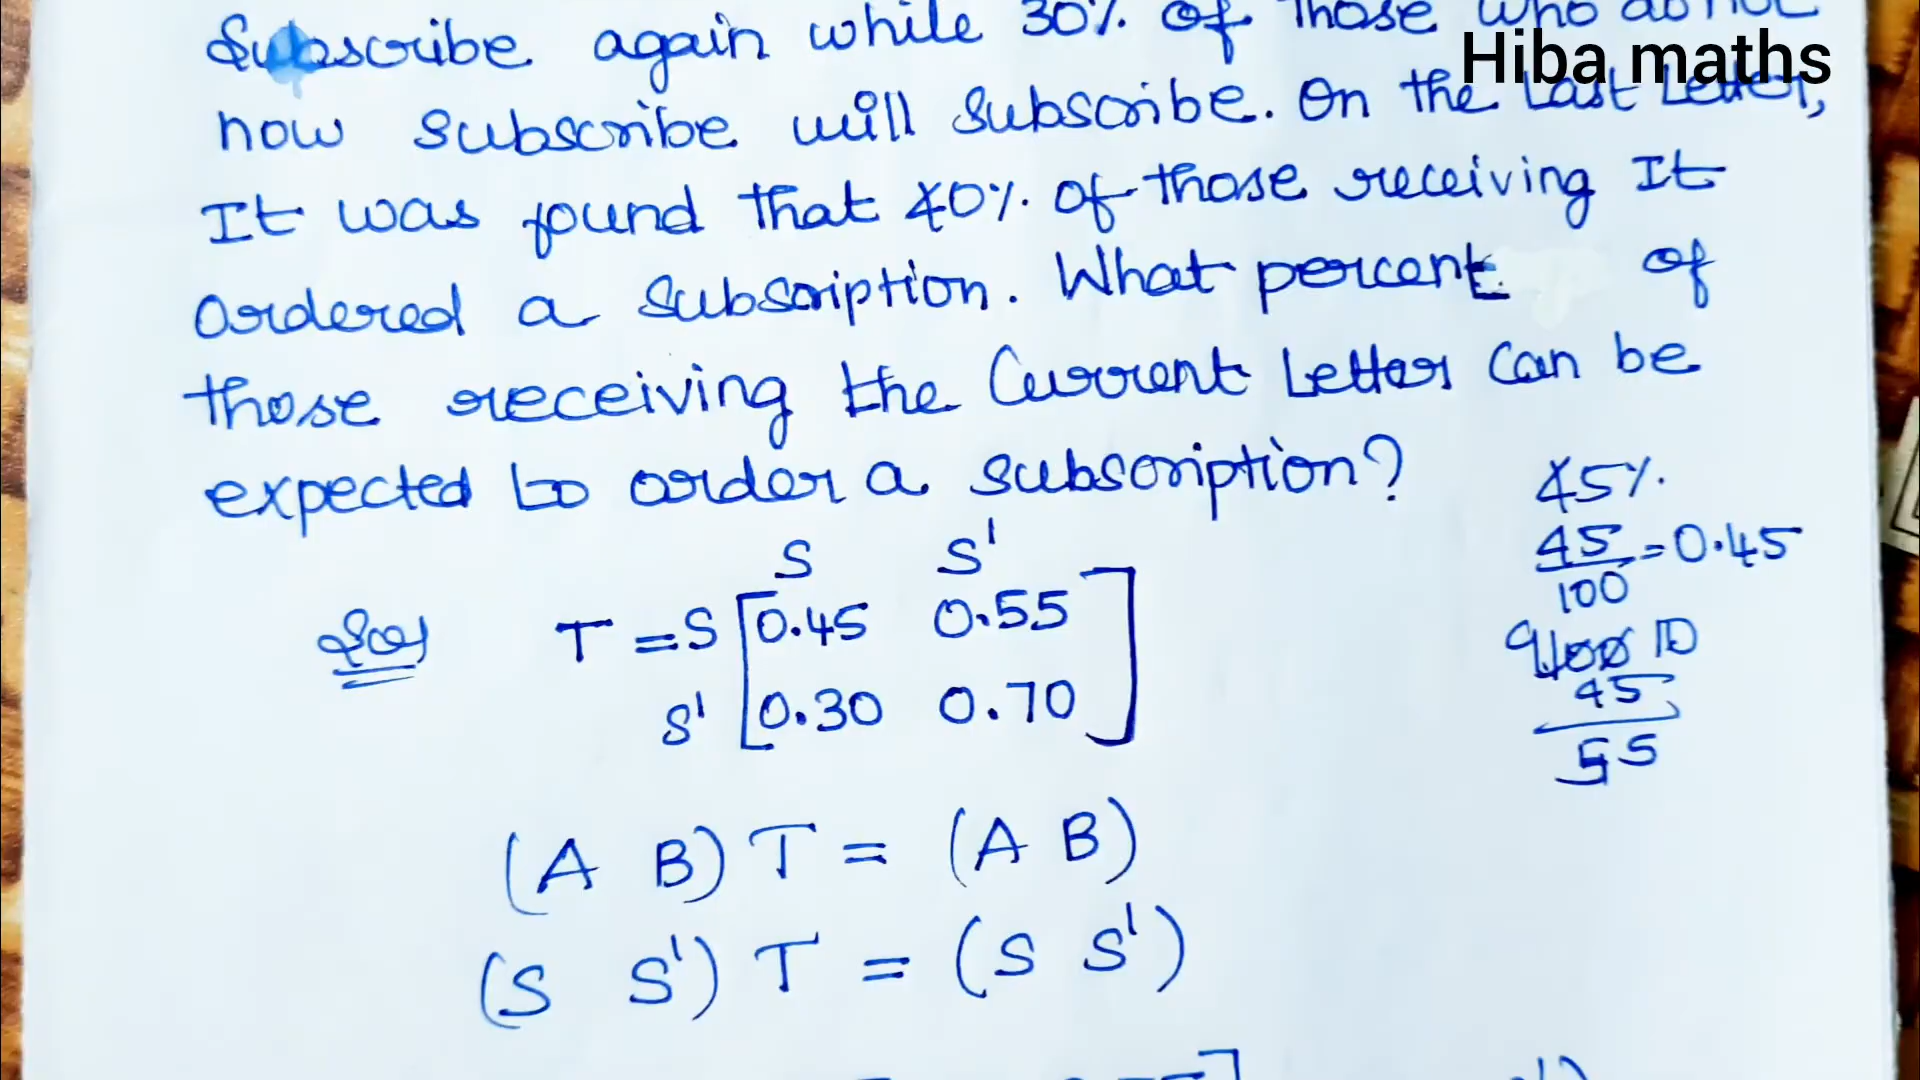 Subscribe again while 30% of those who do not
Hiba maths
now subscribe will subscribe. On the Last Letter,
It was found that 40% of those receiving It
ordered a subscription. What percent of
those receiving the Current Letter can be
expected to order a subscription?
45%.
45/100 = 0.45
S S'
Sol T = S [0.45 0.55
S' 0.30 0.70]
100 10
45
55
(A B) T = (A B)
(S S') T = (S S')